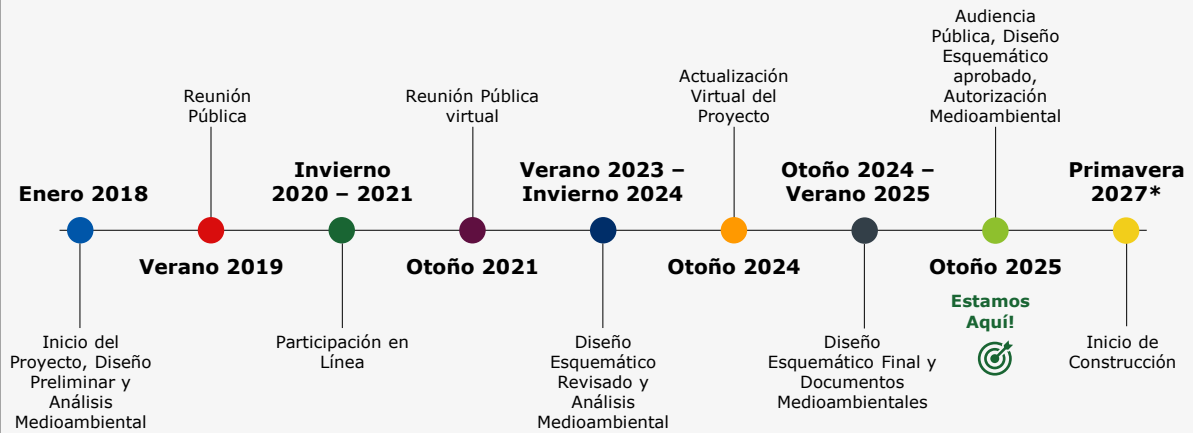 Enero 2018
Inicio del
Proyecto, Diseño
Preliminar y
Análisis
Medioambiental
Reunión
Pública
Verano 2019
Invierno
2020 – 2021
Participación en
Línea
Reunión Pública
virtual
Otoño 2021
Verano 2023 –
Invierno 2024
Diseño
Esquemático
Revisado y
Análisis
Medioambiental
Actualización
Virtual del
Proyecto
Otoño 2024
Otoño 2024 –
Verano 2025
Diseño
Esquemático Final y
Documentos
Medioambientales
Audiencia
Pública, Diseño
Esquemático
aprobado,
Autorización
Medioambiental
Otoño 2025
Estamos
Aquí!
Primavera
2027*
Inicio de
Construcción